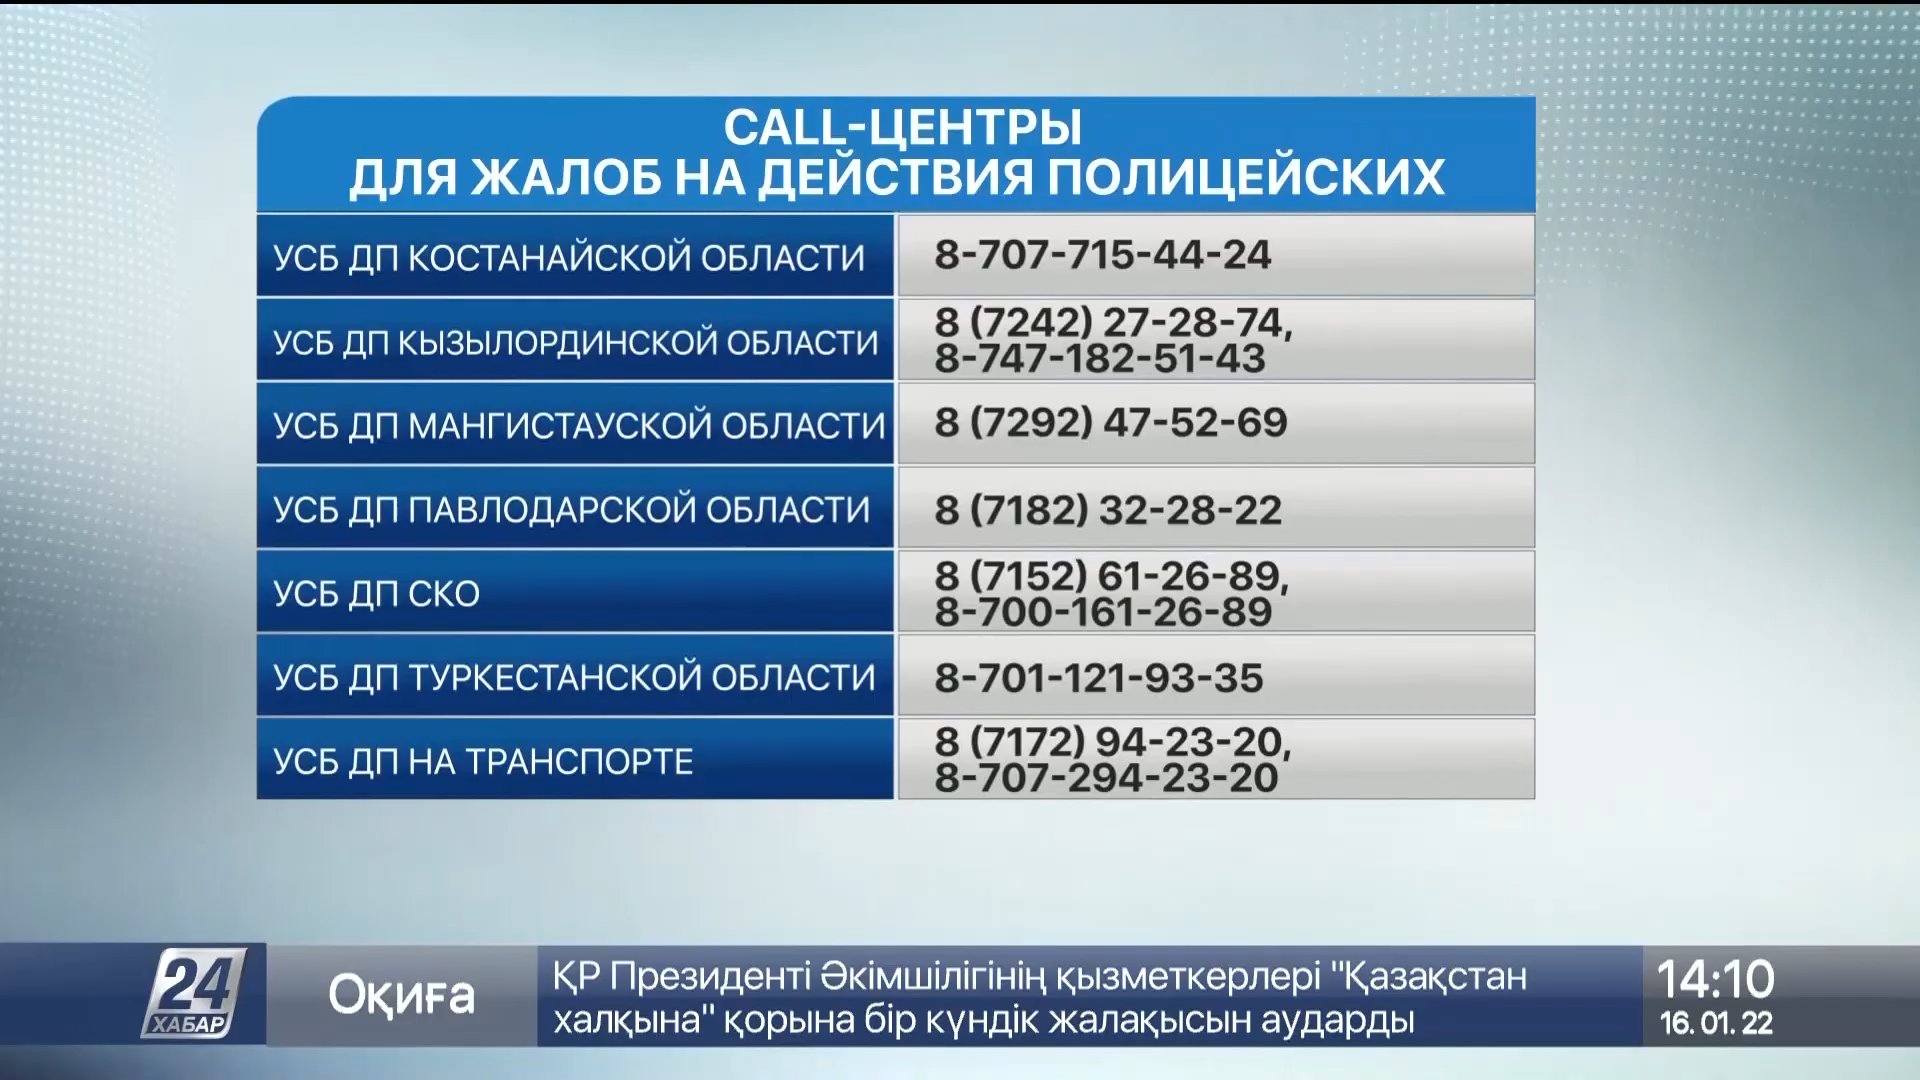 CALL-ЦЕНТРЫ
ДЛЯ ЖАЛОБ НА ДЕЙСТВИЯ ПОЛИЦЕЙСКИХ
УСБ ДП КОСТАНАЙСКОЙ ОБЛАСТИ
8-707-715-44-24
УСБ ДП КЫЗЫЛОРДИНСКОЙ ОБЛАСТИ
8 (7242) 27-28-74,
8-747-182-51-43
УСБ ДП МАНГИСТАУСКОЙ ОБЛАСТИ
8 (7292) 47-52-69
УСБ ДП ПАВЛОДАРСКОЙ ОБЛАСТИ
8 (7182) 32-28-22
УСБ ДП СКО
8 (7152) 61-26-89,
8-700-161-26-89
УСБ ДП ТУРКЕСТАНСКОЙ ОБЛАСТИ
8-701-121-93-35
УСБ ДП НА ТРАНСПОРТЕ
8 (7172) 94-23-20,
8-707-294-23-20
24
ХАБАР
Оқиға
ҚР Президенті Әкімшілігінің қызметкерлері "Қазақстан
халқына" қорына бір күндік жалақысын аударды
14:10
16. 01. 22